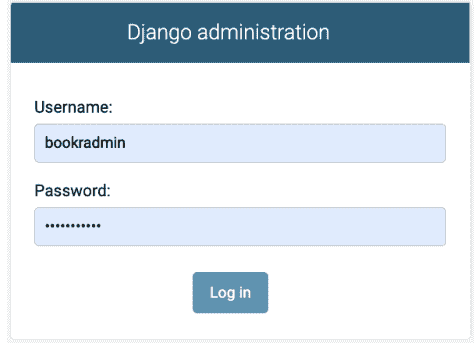 Django administration
Username:
bookradmin
Password:
•••••••••••
Log in